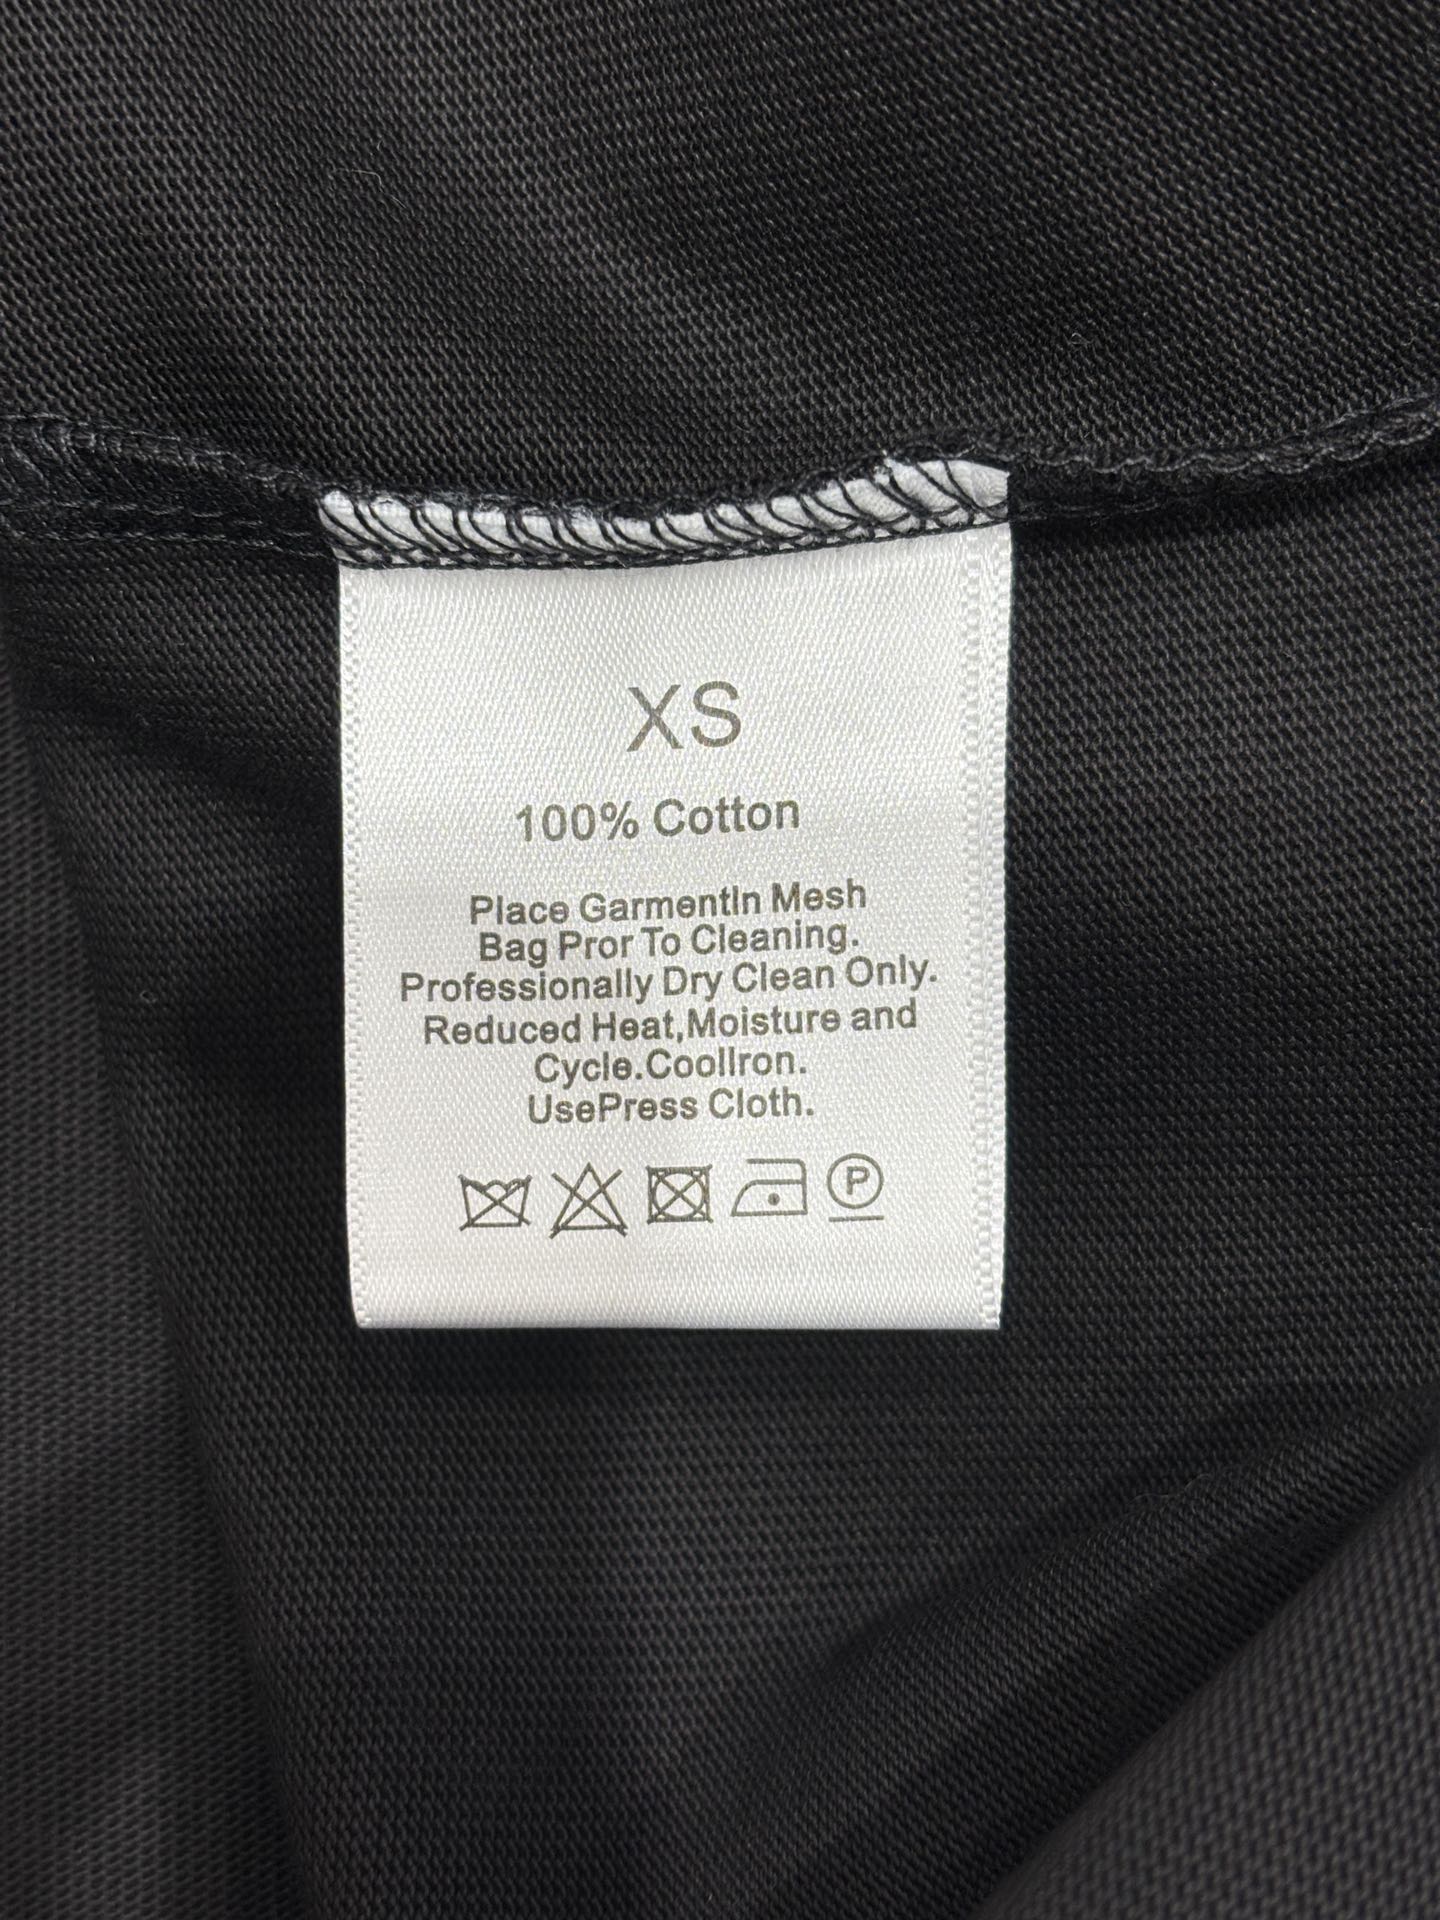 XS
100% Cotton
Place GarmentIn Mesh
Bag Pror To Cleaning.
Professionally Dry Clean Only.
Reduced Heat,Moisture and
Cycle.CoolIron.
UsePress Cloth.
P